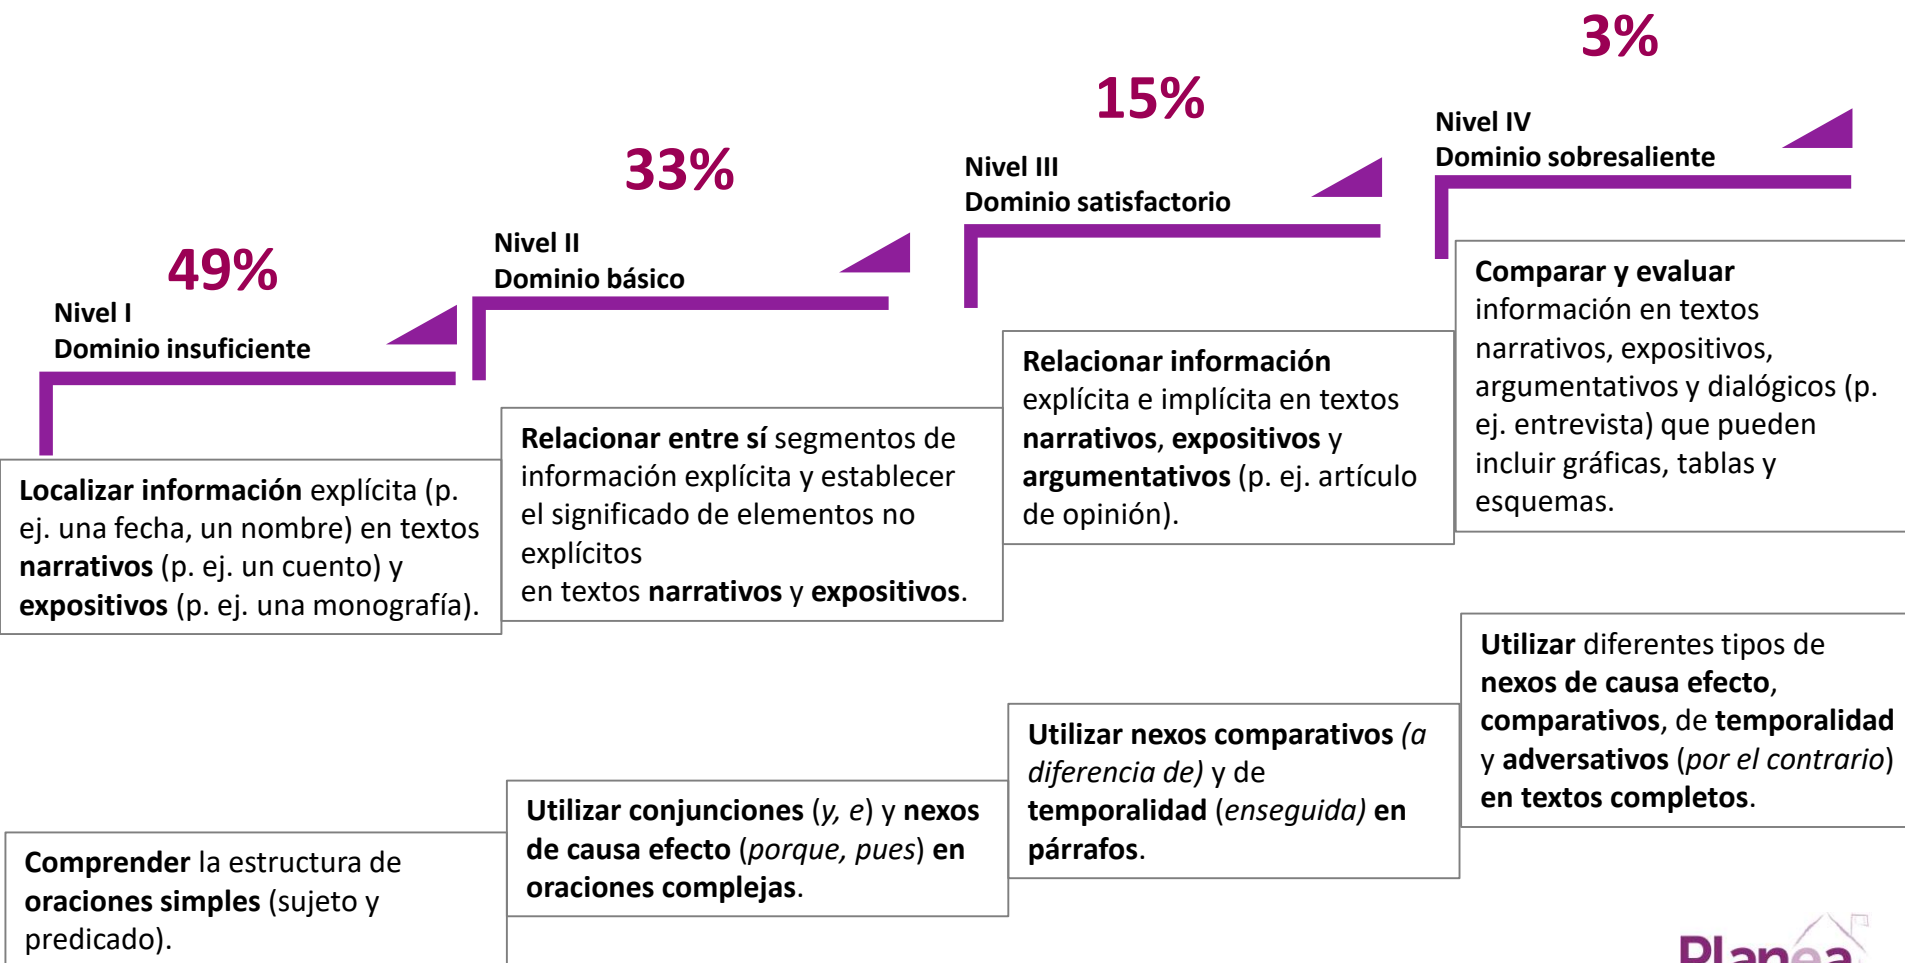 49%
Nivel I
Dominio insuficiente
Localizar información explícita (p.
ej. una fecha, un nombre) en textos
narrativos (p. ej. un cuento) y
expositivos (p. ej. una monografía).
Comprender la estructura de
oraciones simples (sujeto y
predicado).
33%
Nivel II
Dominio básico
Relacionar entre sí segmentos de
información explícita y establecer
el significado de elementos no
explícitos
en textos narrativos y expositivos.
Utilizar conjunciones (y, e) y nexos
de causa efecto (porque, pues) en
oraciones complejas.
15%
Nivel III
Dominio satisfactorio
Relacionar información
explícita e implícita en textos
narrativos, expositivos y
argumentativos (p. ej. artículo
de opinión).
Utilizar nexos comparativos (a
diferencia de) y de
temporalidad (enseguida) en
párrafos.
3%
Nivel IV
Dominio sobresaliente
Comparar y evaluar
información en textos
narrativos, expositivos,
argumentativos y dialógicos (p.
ej. entrevista) que pueden
incluir gráficas, tablas y
esquemas.
Utilizar diferentes tipos de
nexos de causa efecto,
comparativos, de temporalidad
y adversativos (por el contrario)
en textos completos.
Planea